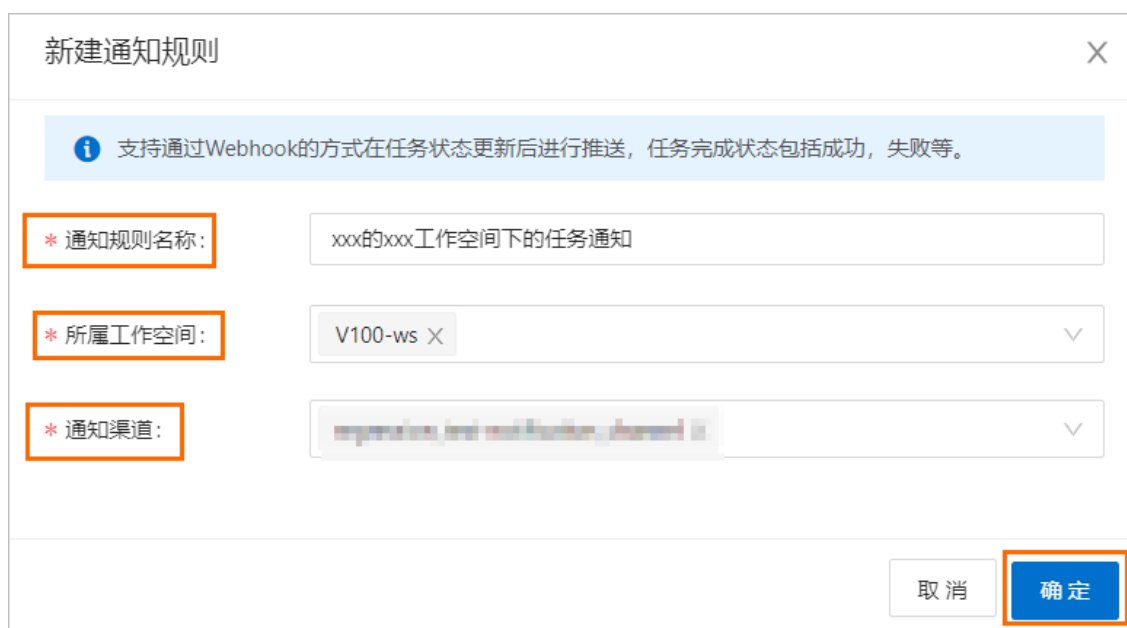 新建通知规则
支持通过Webhook的方式在任务状态更新后进行推送，任务完成状态包括成功，失败等。
* 通知规则名称：
xxx的xxx工作空间下的任务通知
* 所属工作空间：
V100-ws
* 通知渠道：
取 消
确 定